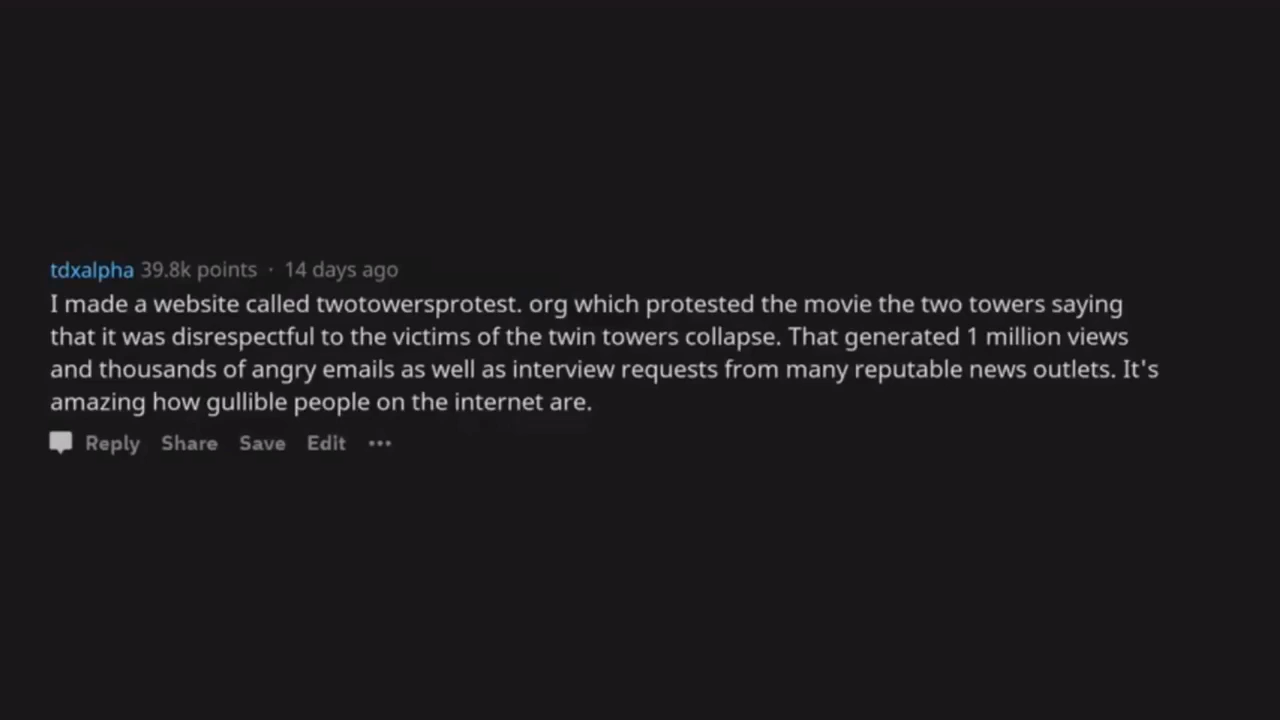 tdxalpha 39.8k points · 14 days ago
I made a website called twotowersprotest. org which protested the movie the two towers saying
that it was disrespectful to the victims of the twin towers collapse. That generated 1 million views
and thousands of angry emails as well as interview requests from many reputable news outlets. It's
amazing how gullible people on the internet are.
Reply Share Save Edit ···